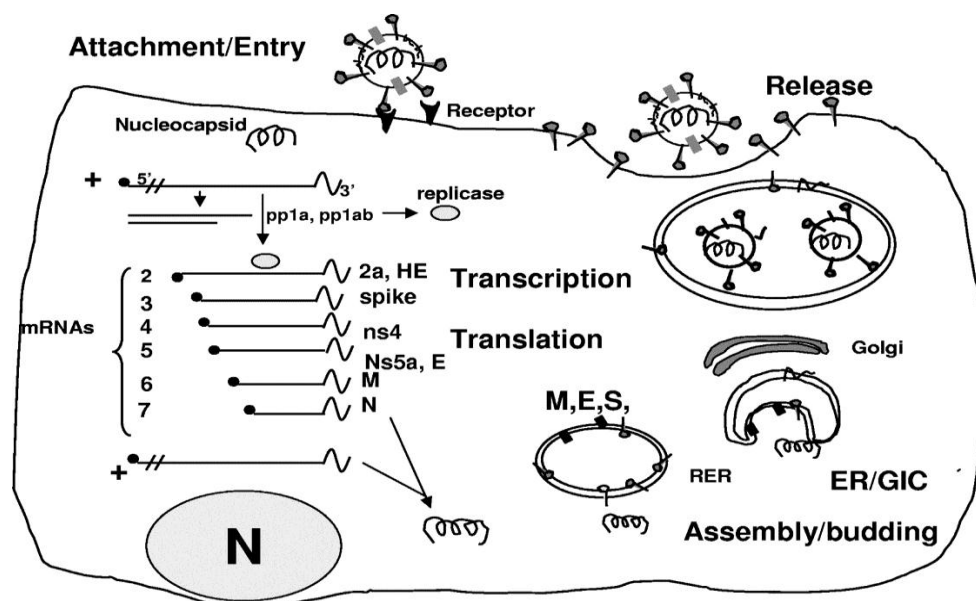 Attachment/Entry
Receptor
Release
Nucleocapsid
+ 5' 3'
pp1a, pp1ab
replicase
mRNAs
2 2a, HE
3 spike
4 ns4
5 Ns5a, E
6 M
7 N
+
Transcription
Translation
Golgi
M,E,S,
RER
ER/GIC
Assembly/budding
N